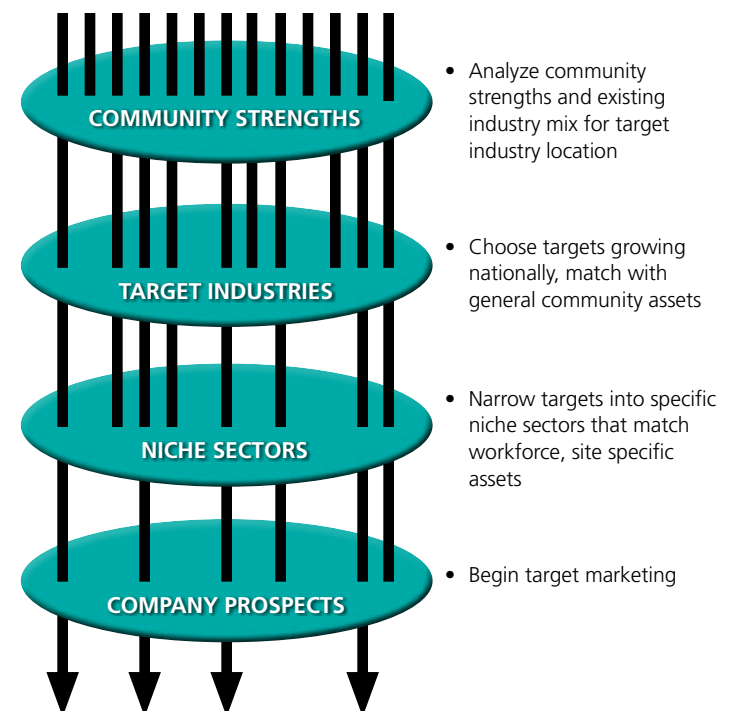 COMMUNITY STRENGTHS
• Analyze community
strengths and existing
industry mix for target
industry location
TARGET INDUSTRIES
• Choose targets growing
nationally, match with
general community assets
NICHE SECTORS
• Narrow targets into specific
niche sectors that match
workforce, site specific
assets
COMPANY PROSPECTS
• Begin target marketing